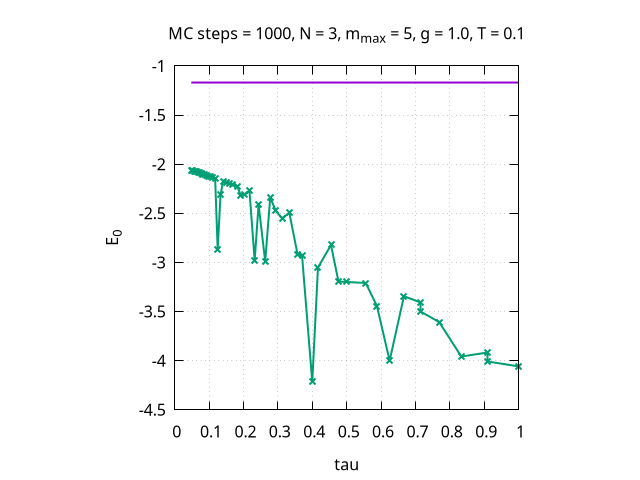 MC steps = 1000, N = 3, m_max = 5, g = 1.0, T = 0.1
-1
-1.5
-2
-2.5
-3
-3.5
-4
-4.5
E_0
0 0.1 0.2 0.3 0.4 0.5 0.6 0.7 0.8 0.9 1
tau